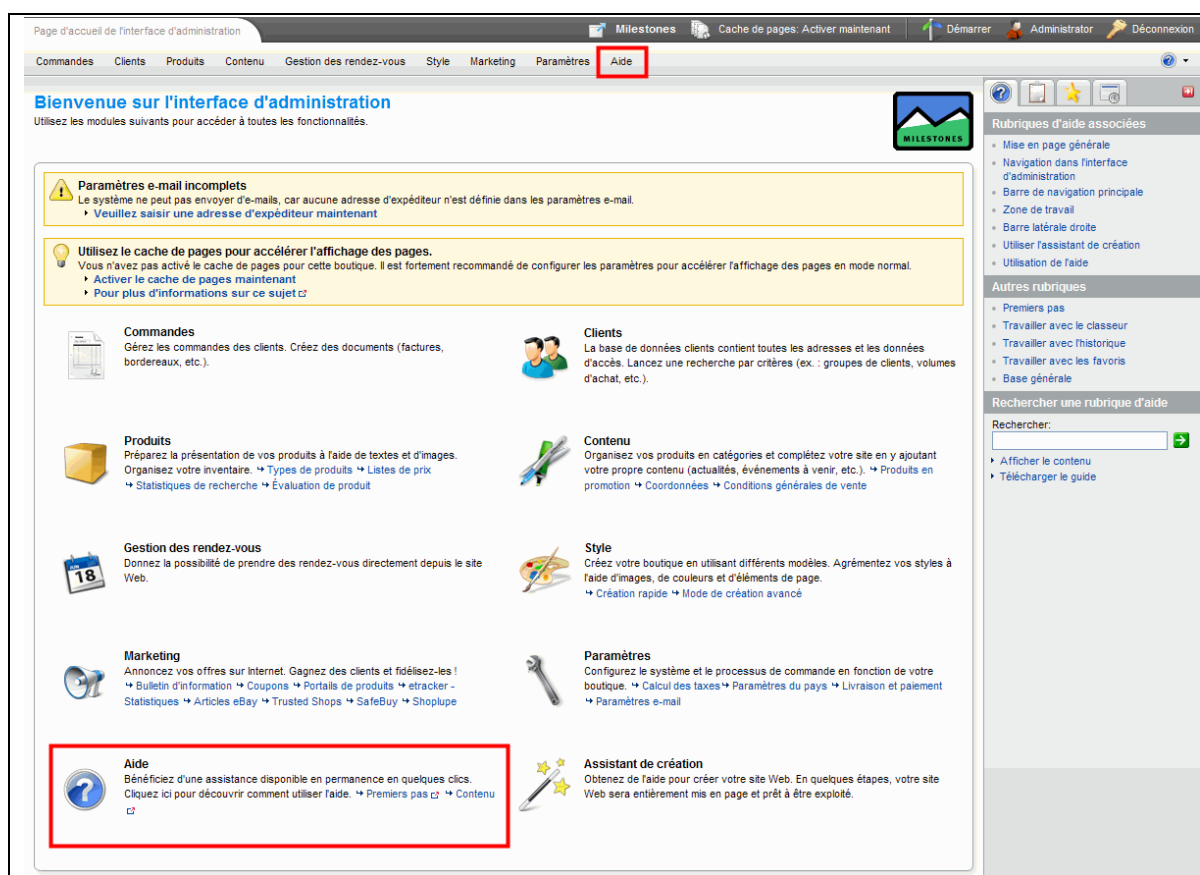 Page d'accueil de l'interface d'administration
Milestones
Cache de pages: Activer maintenant
Démarrer
Administrator
Déconnexion
Commandes Clients Produits Contenu Gestion des rendez-vous Style Marketing Paramètres Aide
Bienvenue sur l'interface d'administration
Utilisez les modules suivants pour accéder à toutes les fonctionnalités.
MILESTONES
Paramètres e-mail incomplets
Le système ne peut pas envoyer d'e-mails, car aucune adresse d'expéditeur n'est définie dans les paramètres e-mail.
Veuillez saisir une adresse d'expéditeur maintenant
Utilisez le cache de pages pour accélérer l'affichage des pages.
Vous n'avez pas activé le cache de pages pour cette boutique. Il est fortement recommandé de configurer les paramètres pour accélérer l'affichage des pages en mode normal.
Activer le cache de pages maintenant
Pour plus d'informations sur ce sujet
Commandes
Gérez les commandes des clients. Créez des documents (factures,
bordereaux, etc.).
Clients
La base de données clients contient toutes les adresses et les données
d'accès. Lancez une recherche par critères (ex. : groupes de clients, volumes
d'achat, etc.).
Produits
Préparez la présentation de vos produits à l'aide de textes et d'images.
Organisez votre inventaire. ↪ Types de produits ↪ Listes de prix
↪ Statistiques de recherche ↪ Évaluation de produit
Contenu
Organisez vos produits en catégories et complétez votre site en y ajoutant
votre propre contenu (actualités, événements à venir, etc.). ↪ Produits en
promotion ↪ Coordonnées ↪ Conditions générales de vente
JUN
18
Gestion des rendez-vous
Donnez la possibilité de prendre des rendez-vous directement depuis le site
Web.
Style
Créez votre boutique en utilisant différents modèles. Agrémentez vos styles à
l'aide d'images, de couleurs et d'éléments de page.
↪ Création rapide ↪ Mode de création avancé
Marketing
Annoncez vos offres sur Internet. Gagnez des clients et fidélisez-les !
↪ Bulletin d'information ↪ Coupons ↪ Portails de produits ↪ etracker -
Statistiques ↪ Articles eBay ↪ Trusted Shops ↪ SafeBuy ↪ Shoplupe
Paramètres
Configurez le système et le processus de commande en fonction de votre
boutique. ↪ Calcul des taxes ↪ Paramètres du pays ↪ Livraison et paiement
↪ Paramètres e-mail
Aide
Bénéficiez d'une assistance disponible en permanence en quelques clics.
Cliquez ici pour découvrir comment utiliser l'aide. ↪ Premiers pas ↪ Contenu
Assistant de création
Obtenez de l'aide pour créer votre site Web. En quelques étapes, votre site
Web sera entièrement mis en page et prêt à être exploité.
Rubriques d'aide associées
Mise en page générale
Navigation dans l'interface
d'administration
Barre de navigation principale
Zone de travail
Barre latérale droite
Utiliser l'assistant de création
Utilisation de l'aide
Autres rubriques
Premiers pas
Travailler avec le classeur
Travailler avec l'historique
Travailler avec les favoris
Base générale
Rechercher une rubrique d'aide
Rechercher:
Afficher le contenu
Télécharger le guide